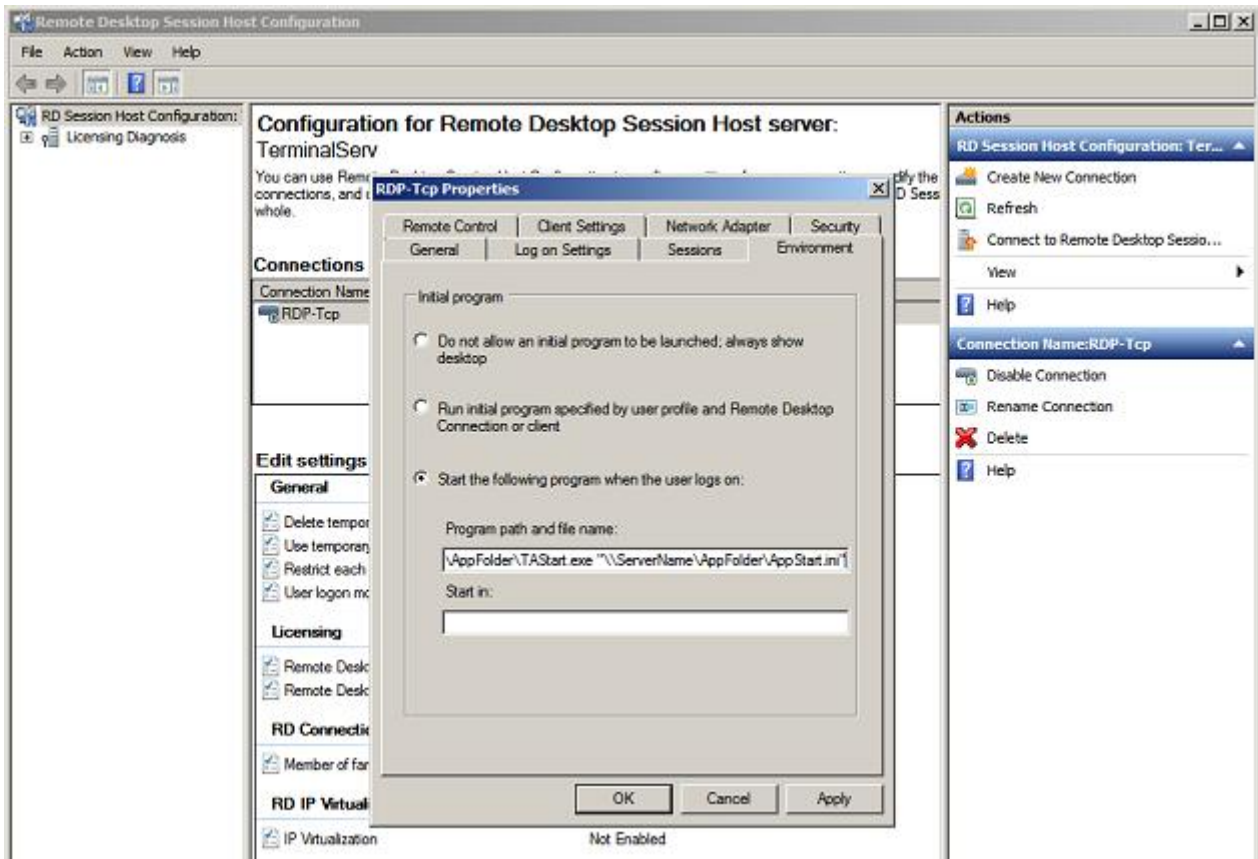 Remote Desktop Session Host Configuration
File Action View Help
RD Session Host Configuration:
Licensing Diagnosis
Configuration for Remote Desktop Session Host server:
TerminalServ
You can use
connections, and
whole.
dify the
D Sess
Connections
Connection Name
RDP-Tcp
Edit settings
General
Delete tempor
Use temporary
Restrict each
User logon mo
Licensing
Remote Desk
Remote Desk
RD Connectio
Member of far
RD IP Virtuali
IP Virtualization Not Enabled
RDP-Tcp Properties
Remote Control Client Settings Network Adapter Security
General Log on Settings Sessions Environment
Initial program
Do not allow an initial program to be launched; always show
desktop
Run initial program specified by user profile and Remote Desktop
Connection or client
Start the following program when the user logs on:
Program path and file name:
\AppFolder\TAStart.exe "'\\ServerName\AppFolder\AppStart.ini'
Start in:
OK Cancel Apply
Actions
RD Session Host Configuration: Ter...
Create New Connection
Refresh
Connect to Remote Desktop Sessio...
View
Help
Connection Name:RDP-Tcp
Disable Connection
Rename Connection
Delete
Help